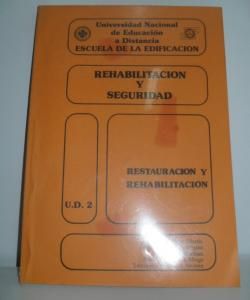 Universidad Nacional
de Educación
a Distancia
ESCUELA DE LA EDIFICACION
REHABILITACION
Y
SEGURIDAD
RESTAURACION Y
REHABILITACION
U.D. 2